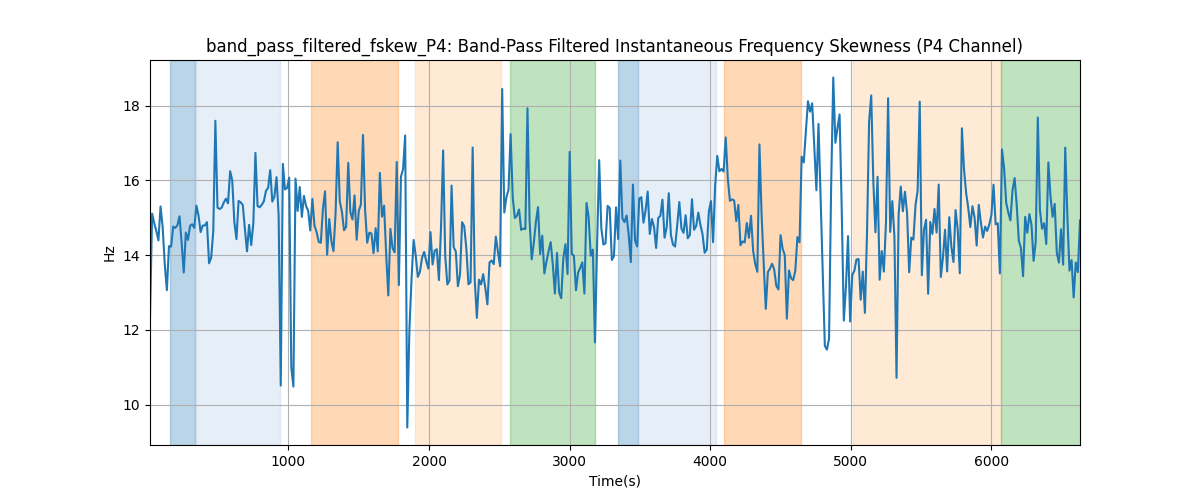 band_pass_filtered_fskew_P4: Band-Pass Filtered Instantaneous Frequency Skewness (P4 Channel)
18
16
14
12
10
Hz
1000 2000 3000 4000 5000 6000
Time(s)